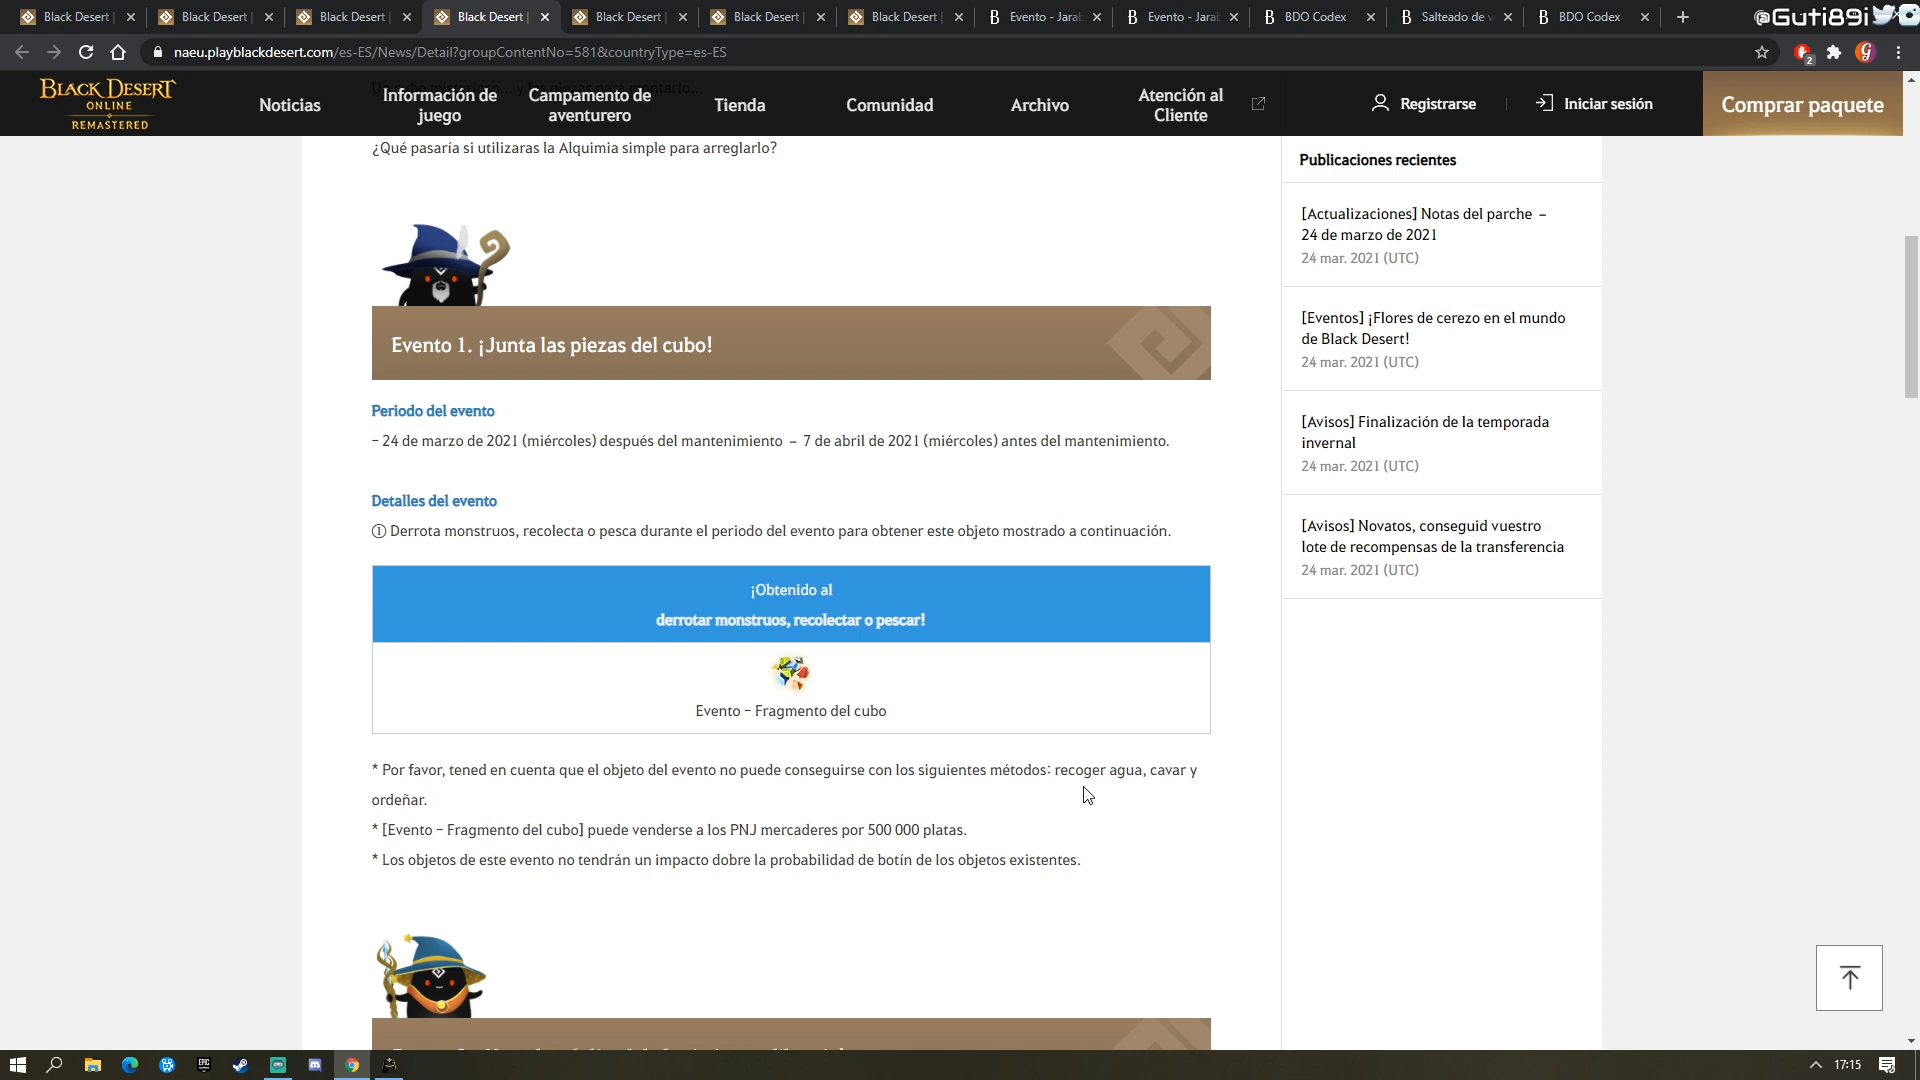 Black Desert
Black Desert
Black Desert
Black Desert
Black Desert
Black Desert
Black Desert
Evento - Jarab
Evento - Jarab
BDO Codex
Salteado de v
BDO Codex
@Guti89i
naeu.playblackdesert.com/es-ES/News/Detail?groupContentNo=581&countryType=es-ES
2
BLACK DESERT
ONLINE
REMASTERED
Noticias
Información de juego
Campamento de aventurero
Tienda
Comunidad
Archivo
Atención al Cliente
Registrarse
Iniciar sesión
Comprar paquete
¿Qué pasaría si utilizaras la Alquimia simple para arreglarlo?
Evento 1. ¡Junta las piezas del cubo!
Periodo del evento
- 24 de marzo de 2021 (miércoles) después del mantenimiento - 7 de abril de 2021 (miércoles) antes del mantenimiento.
Detalles del evento
① Derrota monstruos, recolecta o pesca durante el periodo del evento para obtener este objeto mostrado a continuación.
¡Obtenido al
derrotar monstruos, recolectar o pescar!
Evento - Fragmento del cubo
* Por favor, tened en cuenta que el objeto del evento no puede conseguirse con los siguientes métodos: recoger agua, cavar y
ordeñar.
* [Evento - Fragmento del cubo] puede venderse a los PNJ mercaderes por 500 000 platas.
* Los objetos de este evento no tendrán un impacto dobre la probabilidad de botín de los objetos existentes.
Publicaciones recientes
[Actualizaciones] Notas del parche -
24 de marzo de 2021
24 mar. 2021 (UTC)
[Eventos] ¡Flores de cerezo en el mundo
de Black Desert!
24 mar. 2021 (UTC)
[Avisos] Finalización de la temporada
invernal
24 mar. 2021 (UTC)
[Avisos] Novatos, conseguid vuestro
lote de recompensas de la transferencia
24 mar. 2021 (UTC)
17:15